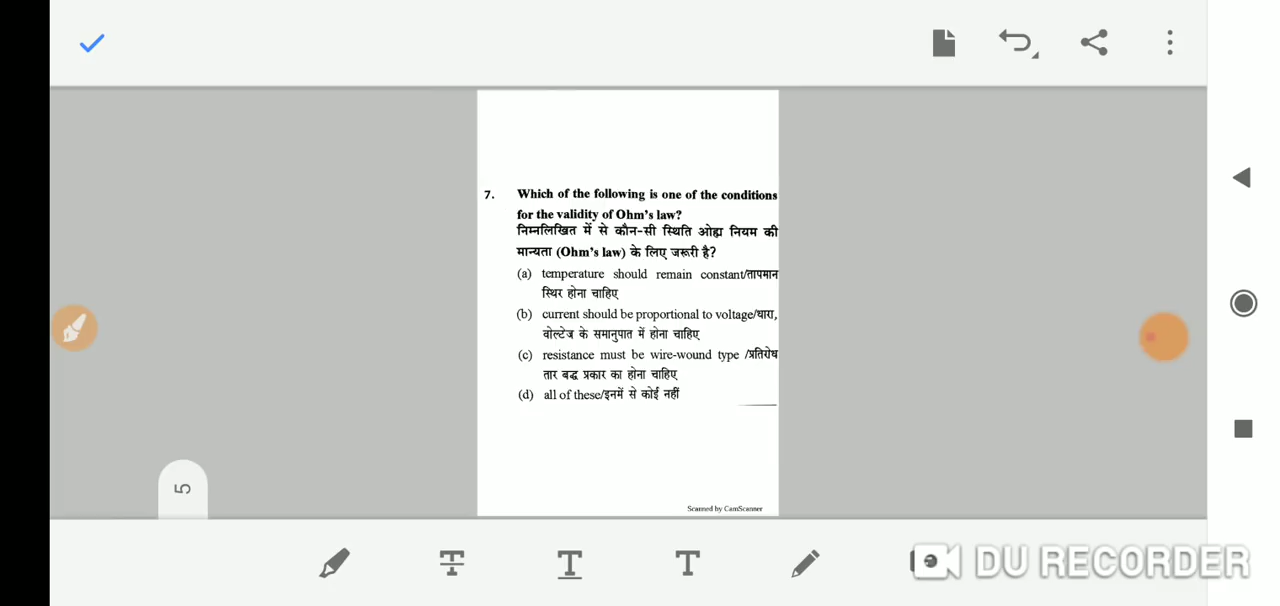 7. Which of the following is one of the conditions
for the validity of Ohm's law?
निम्नलिखित में से कौन-सी स्थिति ओह्म नियम की
मान्यता (Ohm's law) के लिए जरूरी है?
(a) temperature should remain constant/तापमान
स्थिर होना चाहिए
(b) current should be proportional to voltage/धारा,
वोल्टेज के समानुपात में होना चाहिए
(c) resistance must be wire-wound type /प्रतिरोध
तार बद्ध प्रकार का होना चाहिए
(d) all of these/इनमें से कोई नहीं
5
Scanned by CamScanner
T T T
DU RECORDER